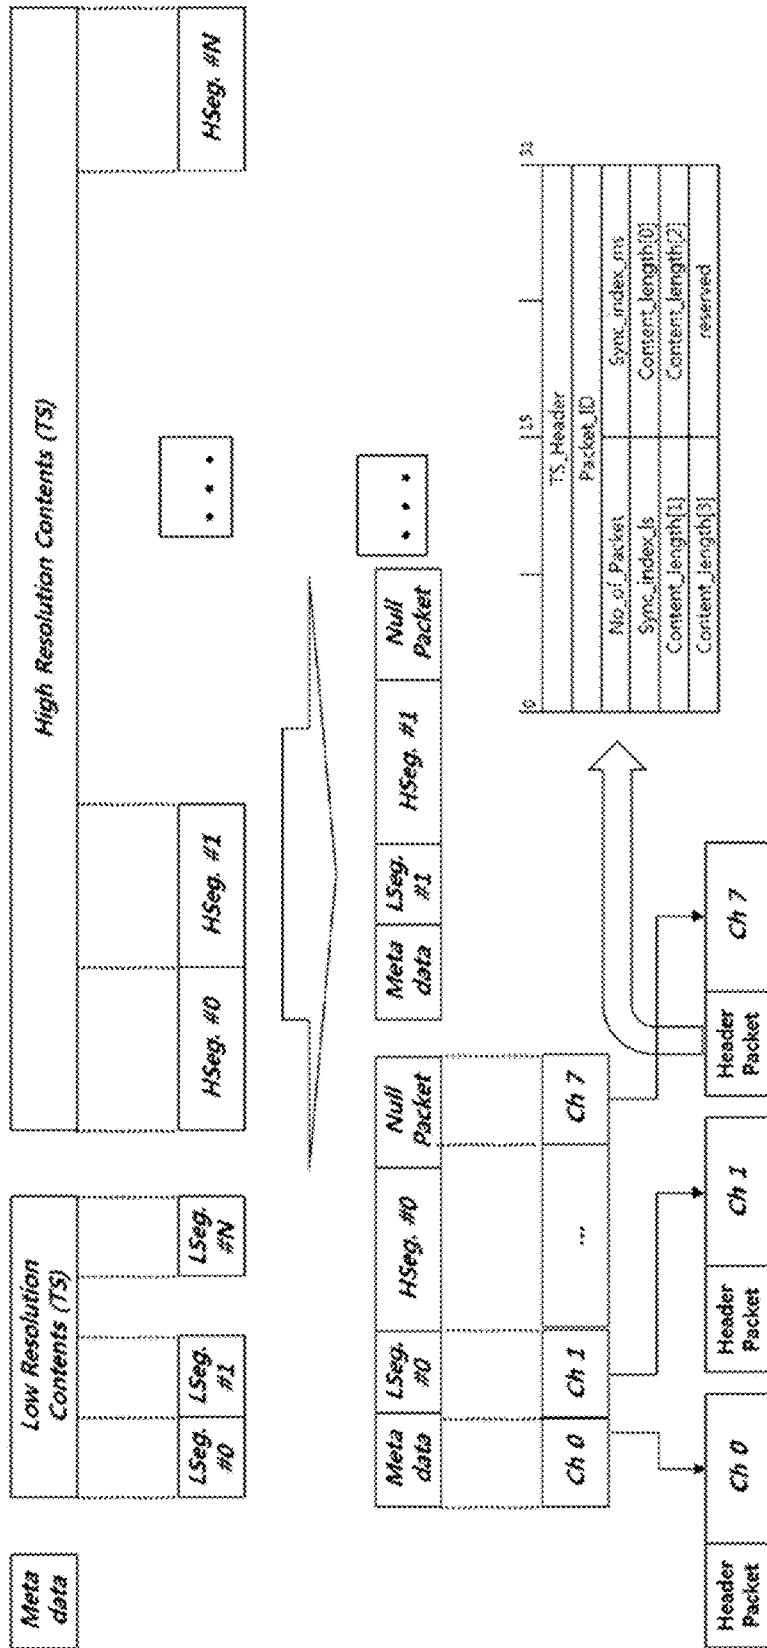 Meta
data
Low Resolution
Contents (TS)
High Resolution Contents (TS)
LSeg.
#0
LSeg.
#1
LSeg.
#N
HSeg. #0
HSeg. #1
• • •
HSeg. #N
Meta
data
LSeg.
#0
HSeg. #0
Null
Packet
Meta
data
LSeg.
#1
HSeg. #1
Null
Packet
• • •
Ch 0
Ch 1
...
Ch 7
Header
Packet
Ch 0
Header
Packet
Ch 1
Header
Packet
Ch 7
0
15
TS_Header
Packet_ID
No_of_Packet
Sync_index_ms
Sync_index_ls
Content_length[0]
Content_length[1]
Content_length[2]
Content_length[3]
reserved